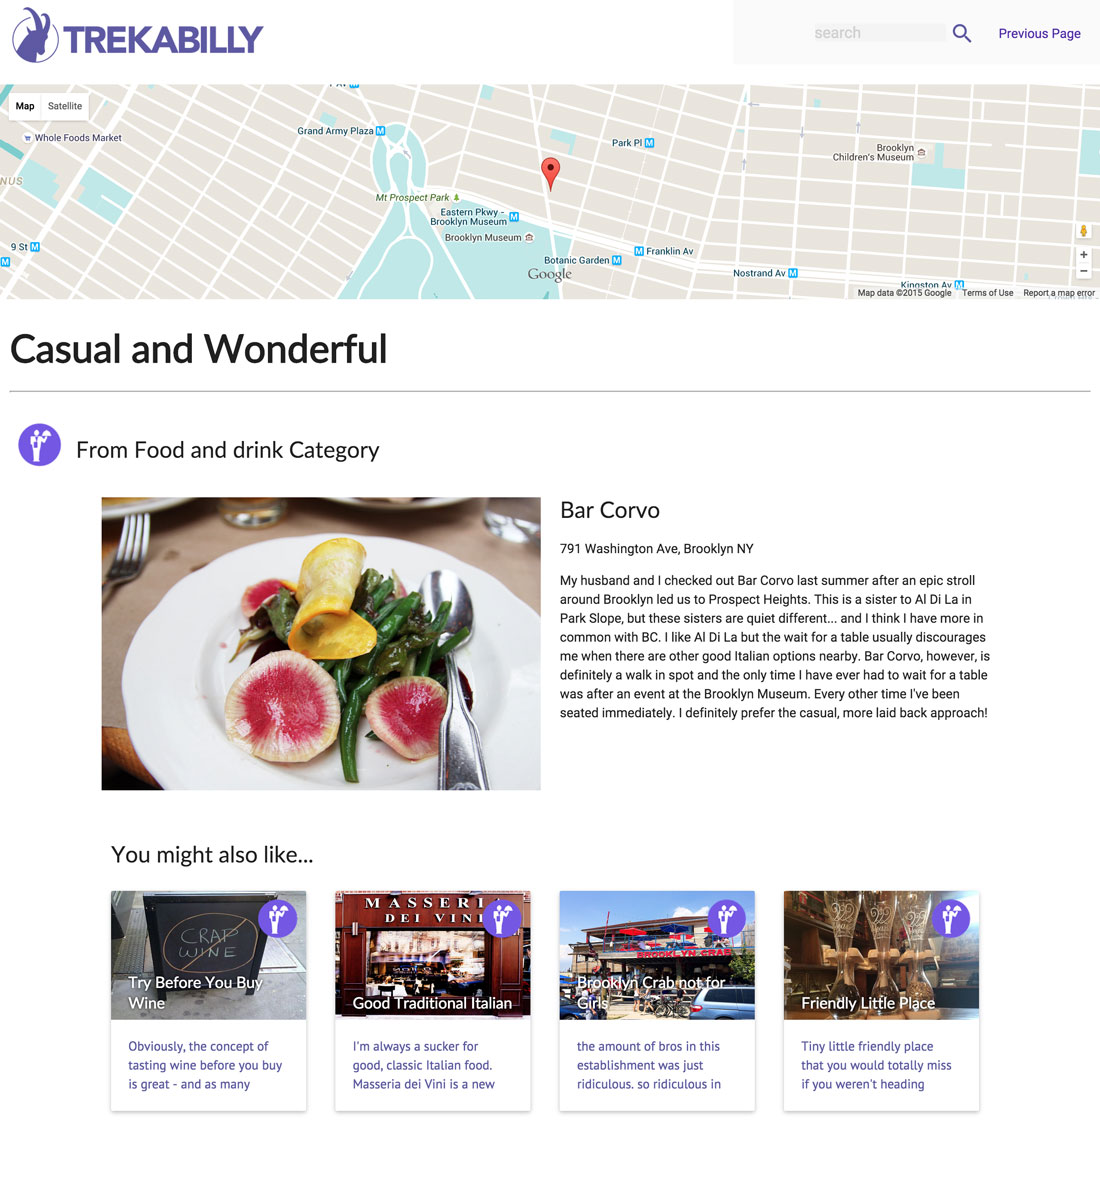 TREKABILLY
search
Previous Page
Av M
Map
Satellite
Whole Foods Market
Grand Army Plaza M
Park Pl M
Brooklyn
Children's Museum
NUS
Mt Prospect Park
Eastern Pkwy -
Brooklyn Museum M
Brooklyn Museum
9 St M
M
M Franklin Av
Botanic Garden M
Google
Nostrand Av M
Kingston Av M
+
−
Map data ©2015 Google
Terms of Use
Report a map error
Casual and Wonderful
From Food and drink Category
Bar Corvo
791 Washington Ave, Brooklyn NY
My husband and I checked out Bar Corvo last summer after an epic stroll
around Brooklyn led us to Prospect Heights. This is a sister to Al Di La in
Park Slope, but these sisters are quiet different... and I think I have more in
common with BC. I like Al Di La but the wait for a table usually discourages
me when there are other good Italian options nearby. Bar Corvo, however, is
definitely a walk in spot and the only time I have ever had to wait for a table
was after an event at the Brooklyn Museum. Every other time I've been
seated immediately. I definitely prefer the casual, more laid back approach!
You might also like...
CRAP
WINE
Try Before You Buy
Wine
Obviously, the concept of
tasting wine before you buy
is great - and as many
MASSERI
DEI VINI
Good Traditional Italian
I'm always a sucker for
good, classic Italian food.
Masseria dei Vini is a new
BROOKLYN CRAB
Brooklyn Crab not for
Girls
the amount of bros in this
establishment was just
ridiculous. so ridiculous in
Friendly Little Place
Tiny little friendly place
that you would totally miss
if you weren't heading